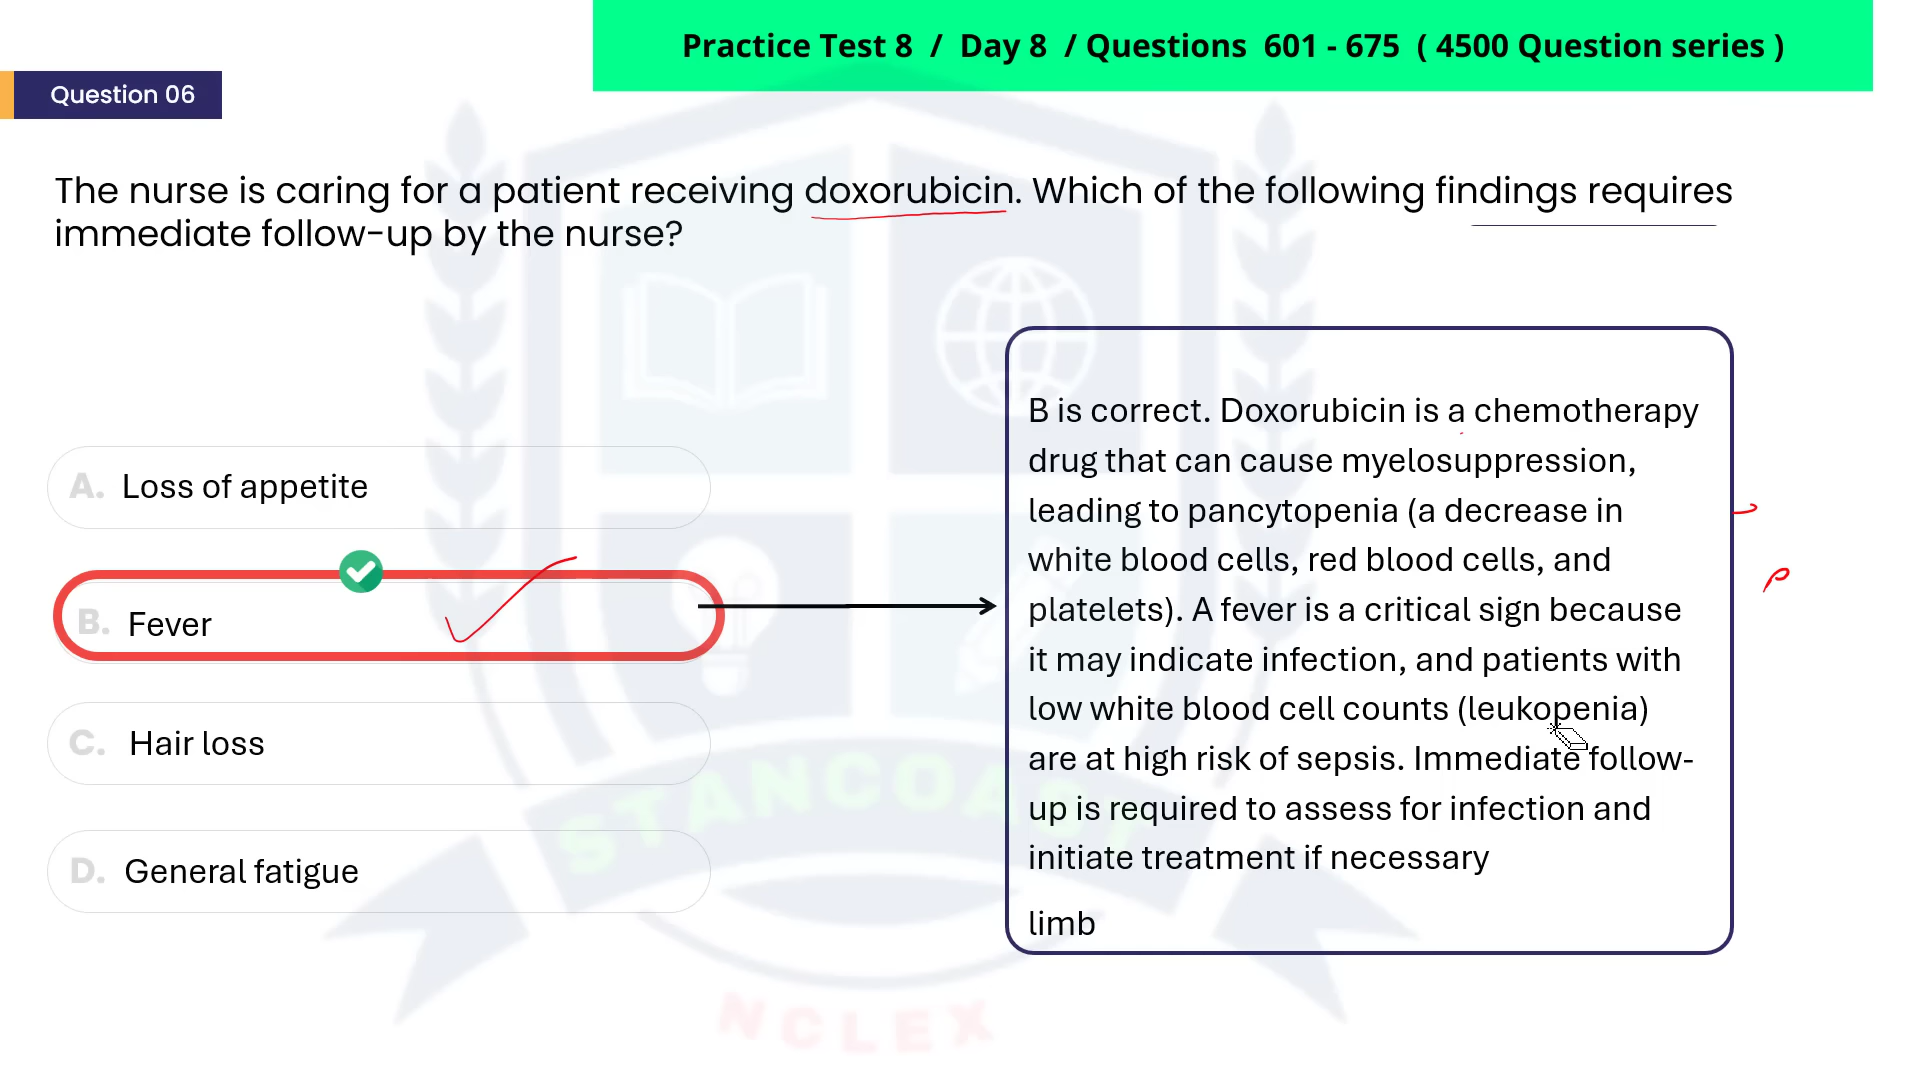 Practice Test 8 / Day 8 / Questions 601 - 675 ( 4500 Question series )
Question 06
The nurse is caring for a patient receiving doxorubicin. Which of the following findings requires
immediate follow-up by the nurse?
A. Loss of appetite
B. Fever
C. Hair loss
D. General fatigue
B is correct. Doxorubicin is a chemotherapy
drug that can cause myelosuppression,
leading to pancytopenia (a decrease in
white blood cells, red blood cells, and
platelets). A fever is a critical sign because
it may indicate infection, and patients with
low white blood cell counts (leukopenia)
are at high risk of sepsis. Immediate follow-
up is required to assess for infection and
initiate treatment if necessary
limb
STANCOAST
NCLEX